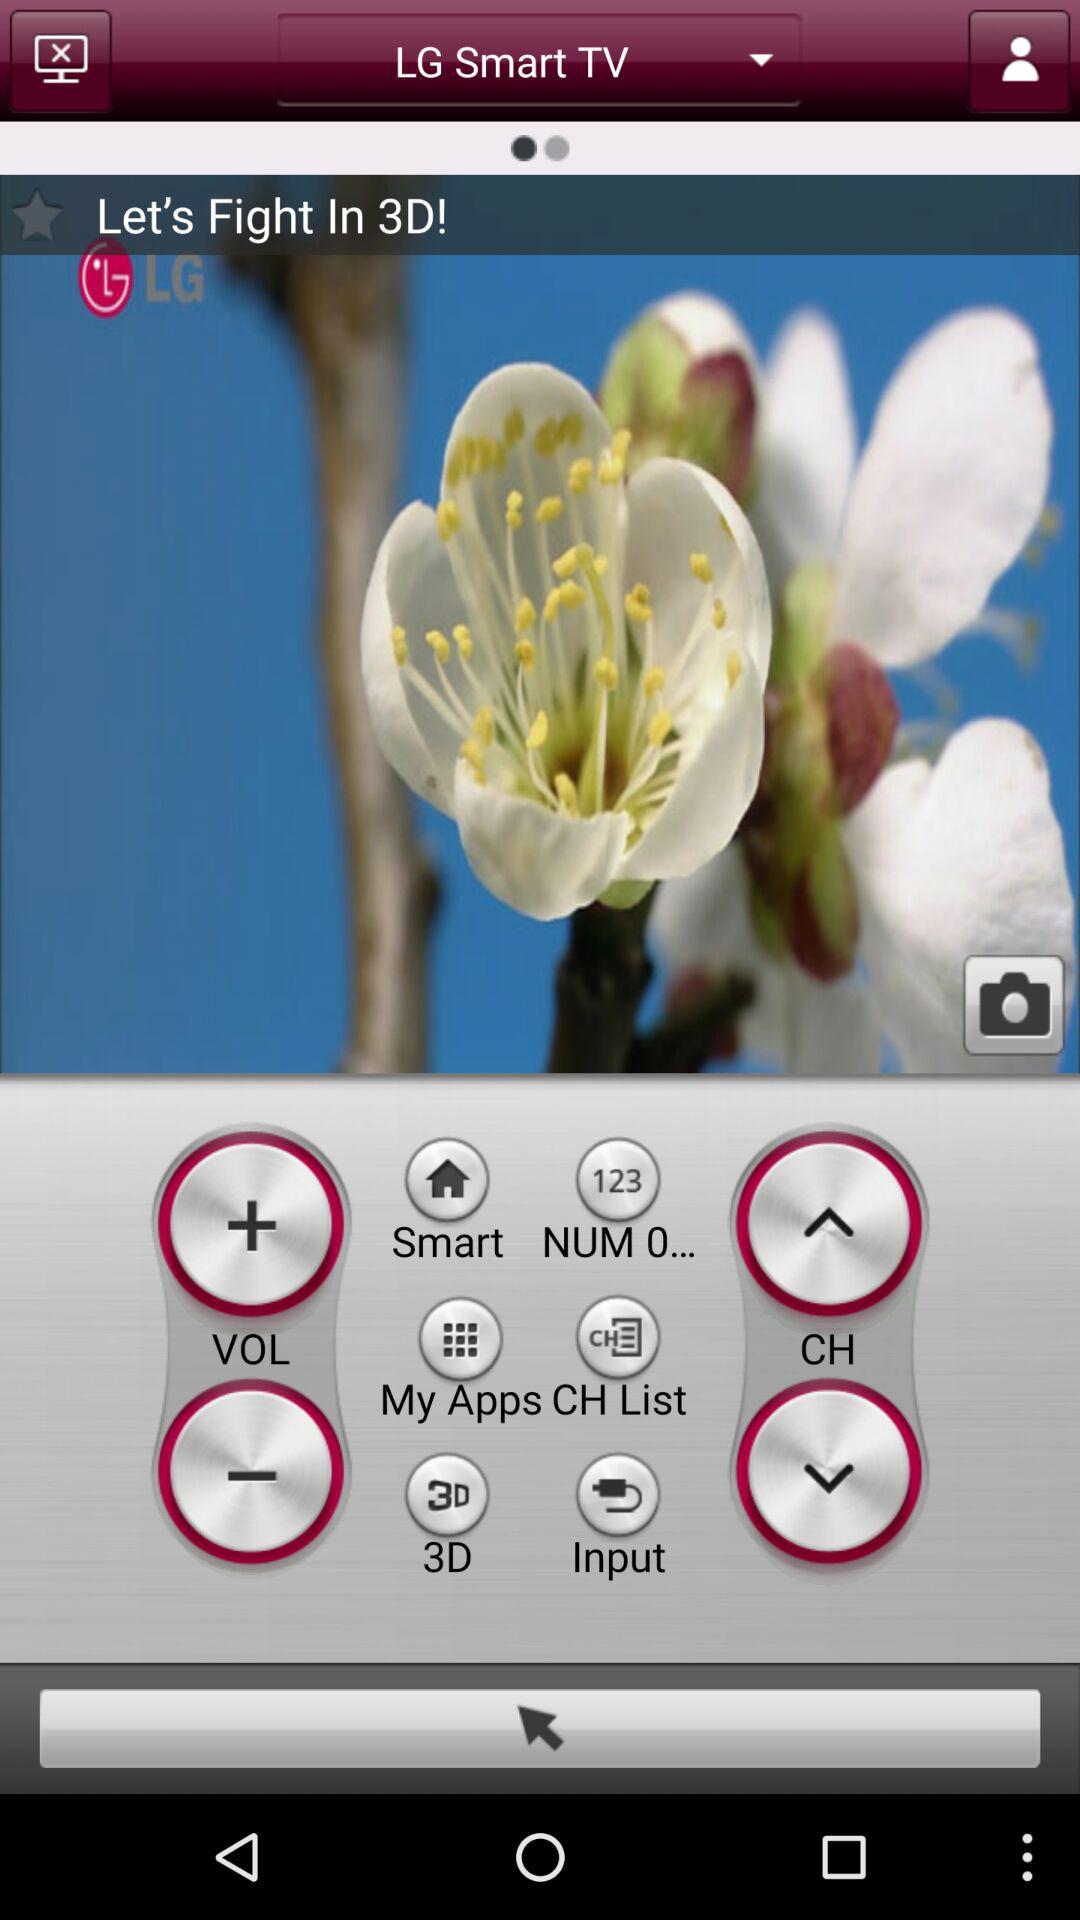 LG Smart TV
Let’s Fight In 3D!
LG
123
Smart
NUM 0...
CH
VOL
CH
My Apps
CH List
3D
3D
Input